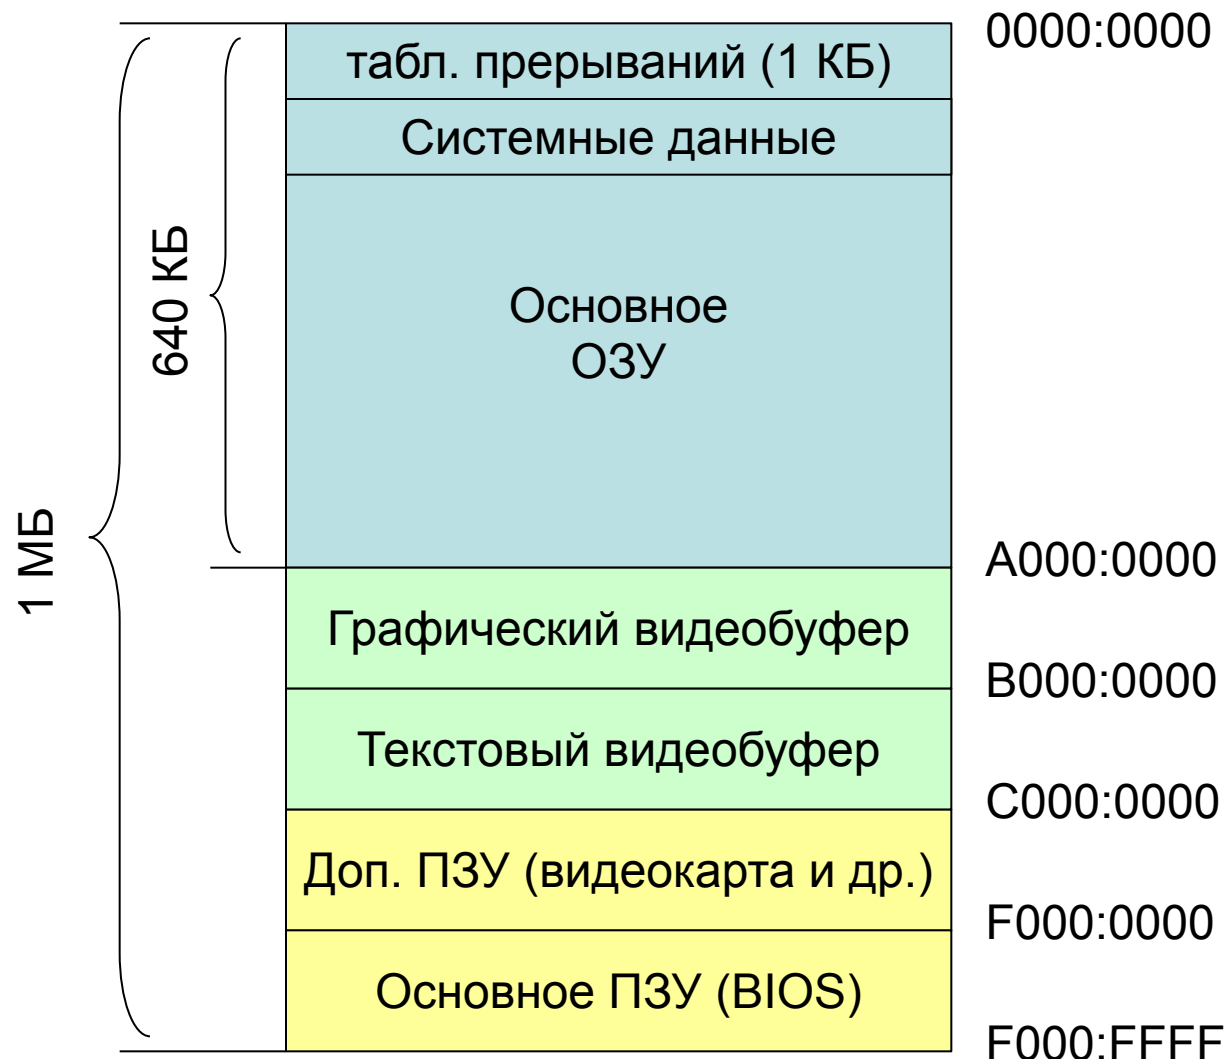 0000:0000
табл. прерываний (1 КБ)
Системные данные
640 КБ
Основное
ОЗУ
1 МБ
A000:0000
Графический видеобуфер
B000:0000
Текстовый видеобуфер
C000:0000
Доп. ПЗУ (видеокарта и др.)
F000:0000
Основное ПЗУ (BIOS)
F000:FFFF